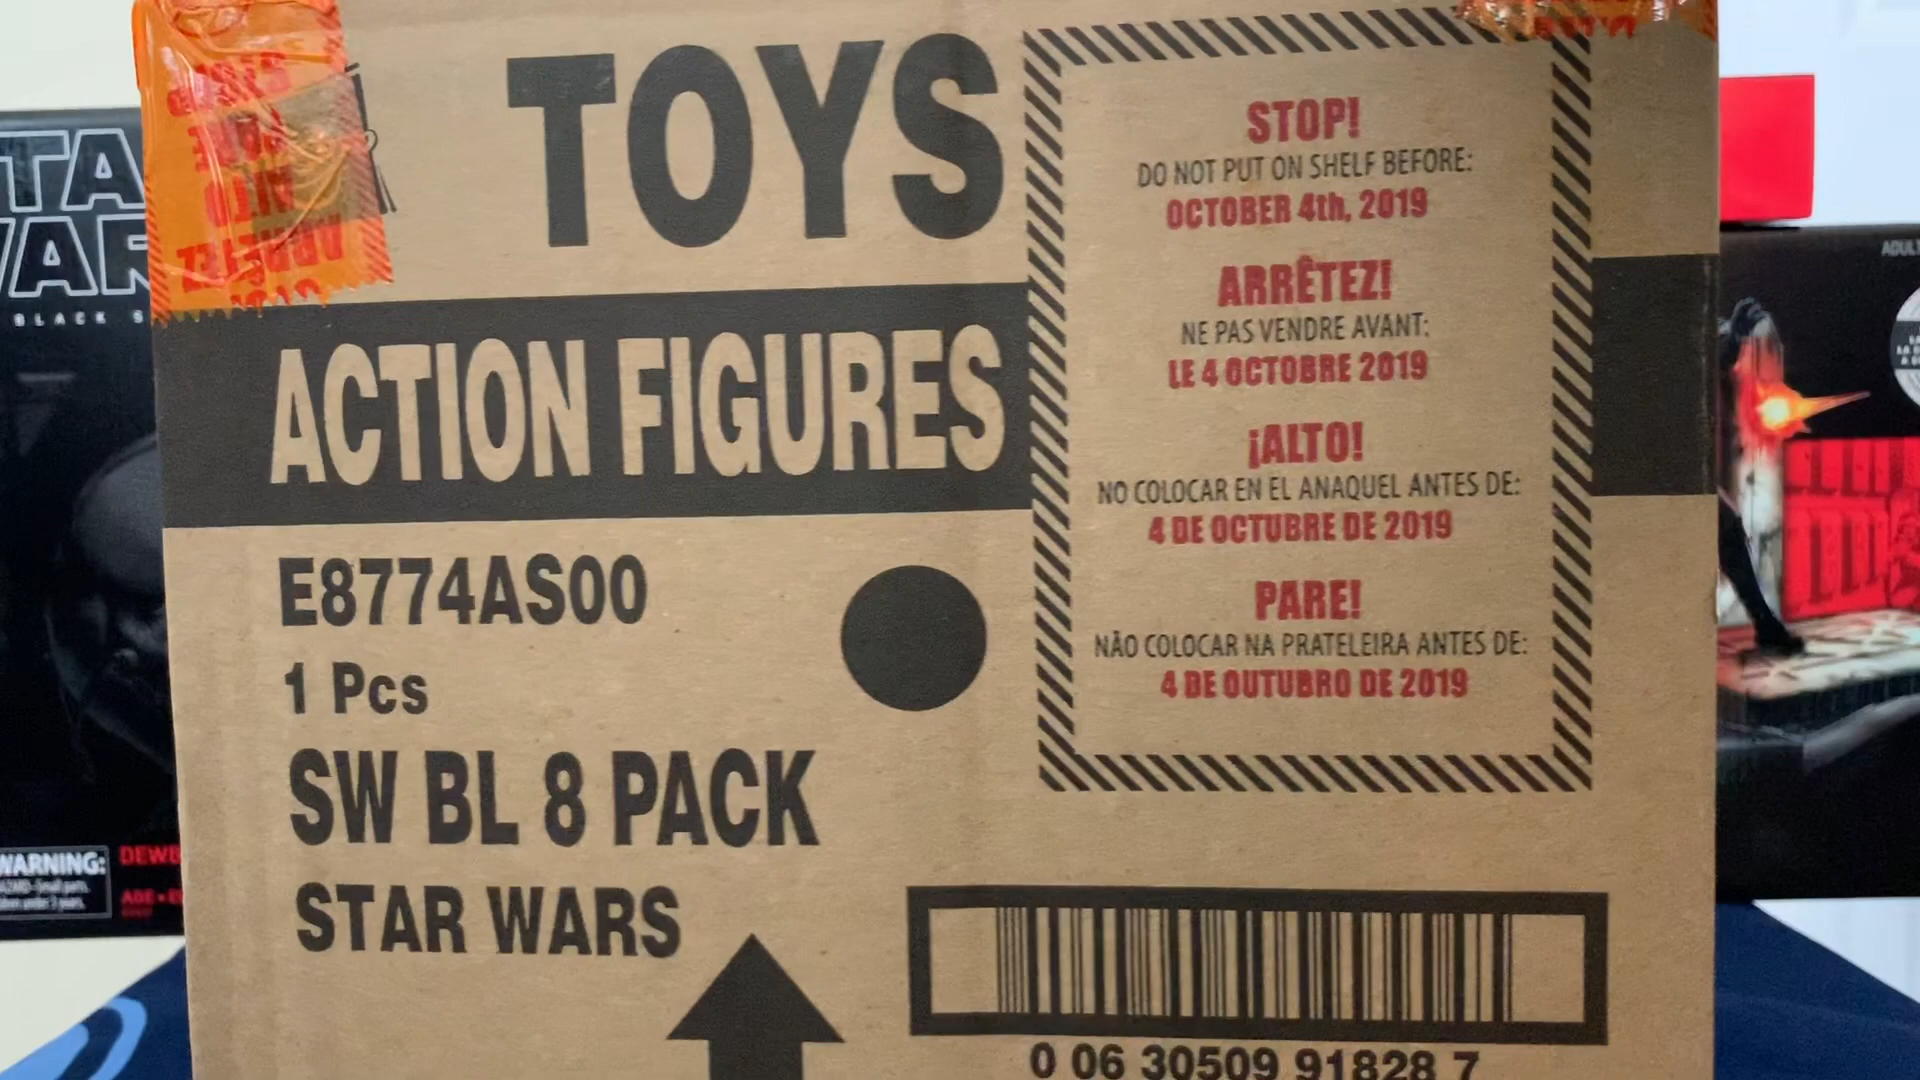 TOYS
ACTION FIGURES
E8774AS00
1 Pcs
SW BL 8 PACK
STAR WARS
STOP!
DO NOT PUT ON SHELF BEFORE:
OCTOBER 4th, 2019
ARRÊTEZ!
NE PAS VENDRE AVANT:
LE 4 OCTOBRE 2019
¡ALTO!
NO COLOCAR EN EL ANAQUEL ANTES DE:
4 DE OCTUBRE DE 2019
PARE!
NÃO COLOCAR NA PRATELEIRA ANTES DE:
4 DE OUTUBRO DE 2019
0 06 30509 91828 7
TA
WAR
BLACK S
WARNING: